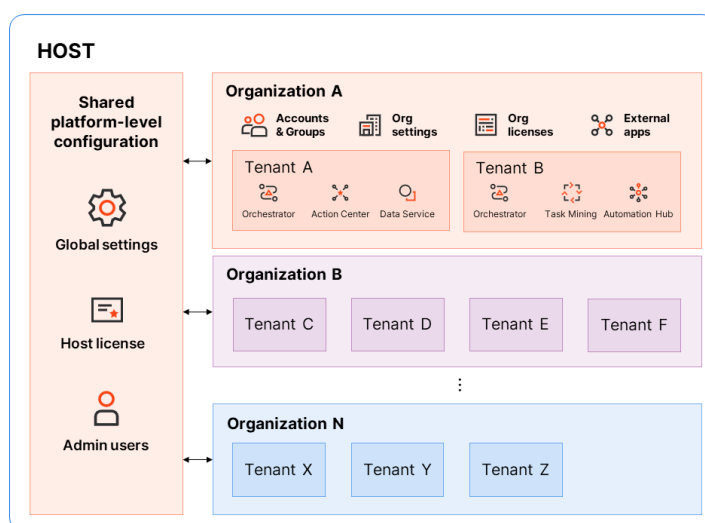 HOST
Shared
platform-level
configuration
Global settings
Host license
Admin users
Organization A
Accounts
& Groups
Org
settings
Org
licenses
External
apps
Tenant A
Orchestrator
Action Center
Data Service
Tenant B
Orchestrator
Task Mining
Automation Hub
Organization B
Tenant C
Tenant D
Tenant E
Tenant F
Organization N
Tenant X
Tenant Y
Tenant Z